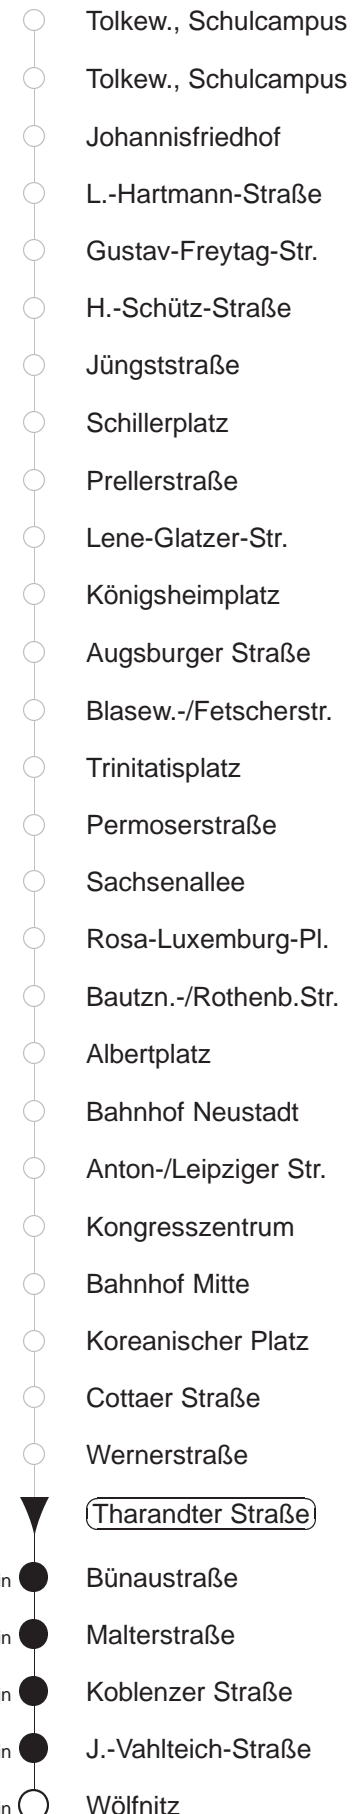 Tolkew., Schulcampus
Tolkew., Schulcampus
Johannisfriedhof
L.-Hartmann-Straße
Gustav-Freytag-Str.
H.-Schütz-Straße
Jüngststraße
Schillerplatz
Prellerstraße
Lene-Glatzer-Str.
Königsheimplatz
Augsburger Straße
Blasew.-/Fetscherstr.
Trinitatisplatz
Permoserstraße
Sachsenallee
Rosa-Luxemburg-Pl.
Bautzn.-/Rothenb.Str.
Albertplatz
Bahnhof Neustadt
Anton-/Leipziger Str.
Kongresszentrum
Bahnhof Mitte
Koreanischer Platz
Cottaer Straße
Wernerstraße
Tharandter Straße
Bünaustraße
Malterstraße
Koblenzer Straße
J.-Vahlteich-Straße
Wölfnitz